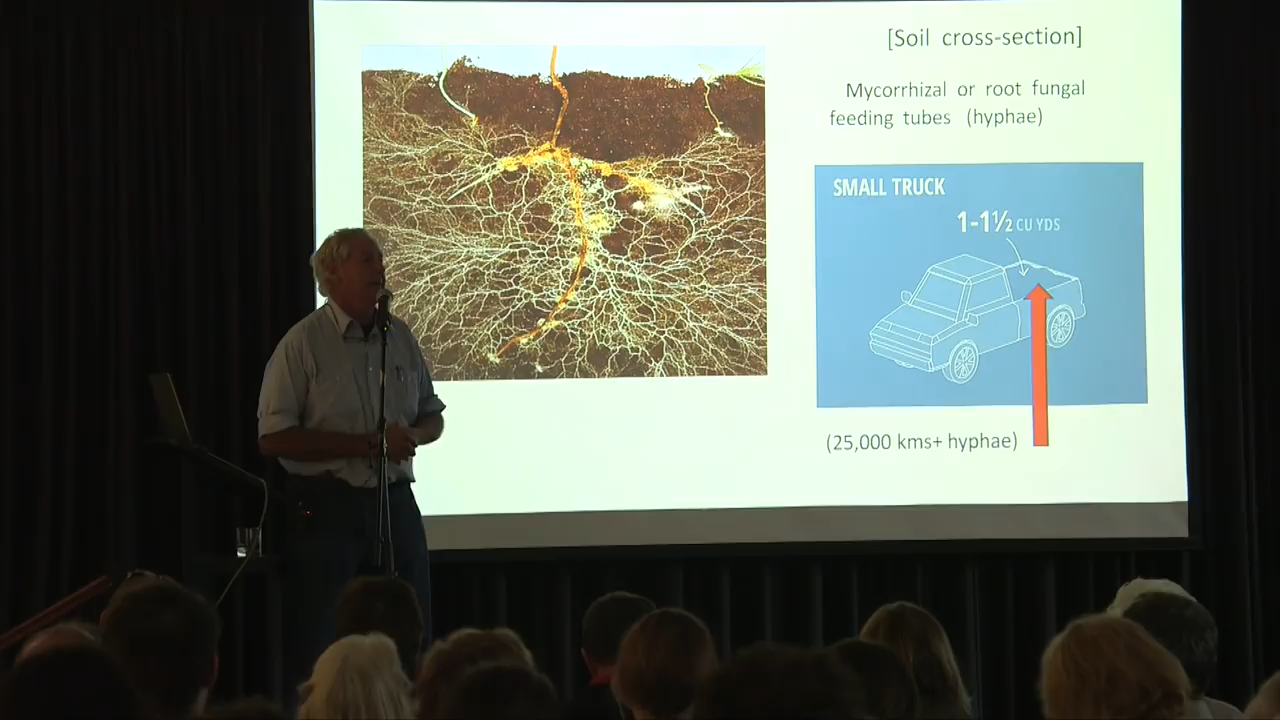 [Soil cross-section]
Mycorrhizal or root fungal
feeding tubes (hyphae)
SMALL TRUCK
1-1½ CU YDS
(25,000 kms+ hyphae)